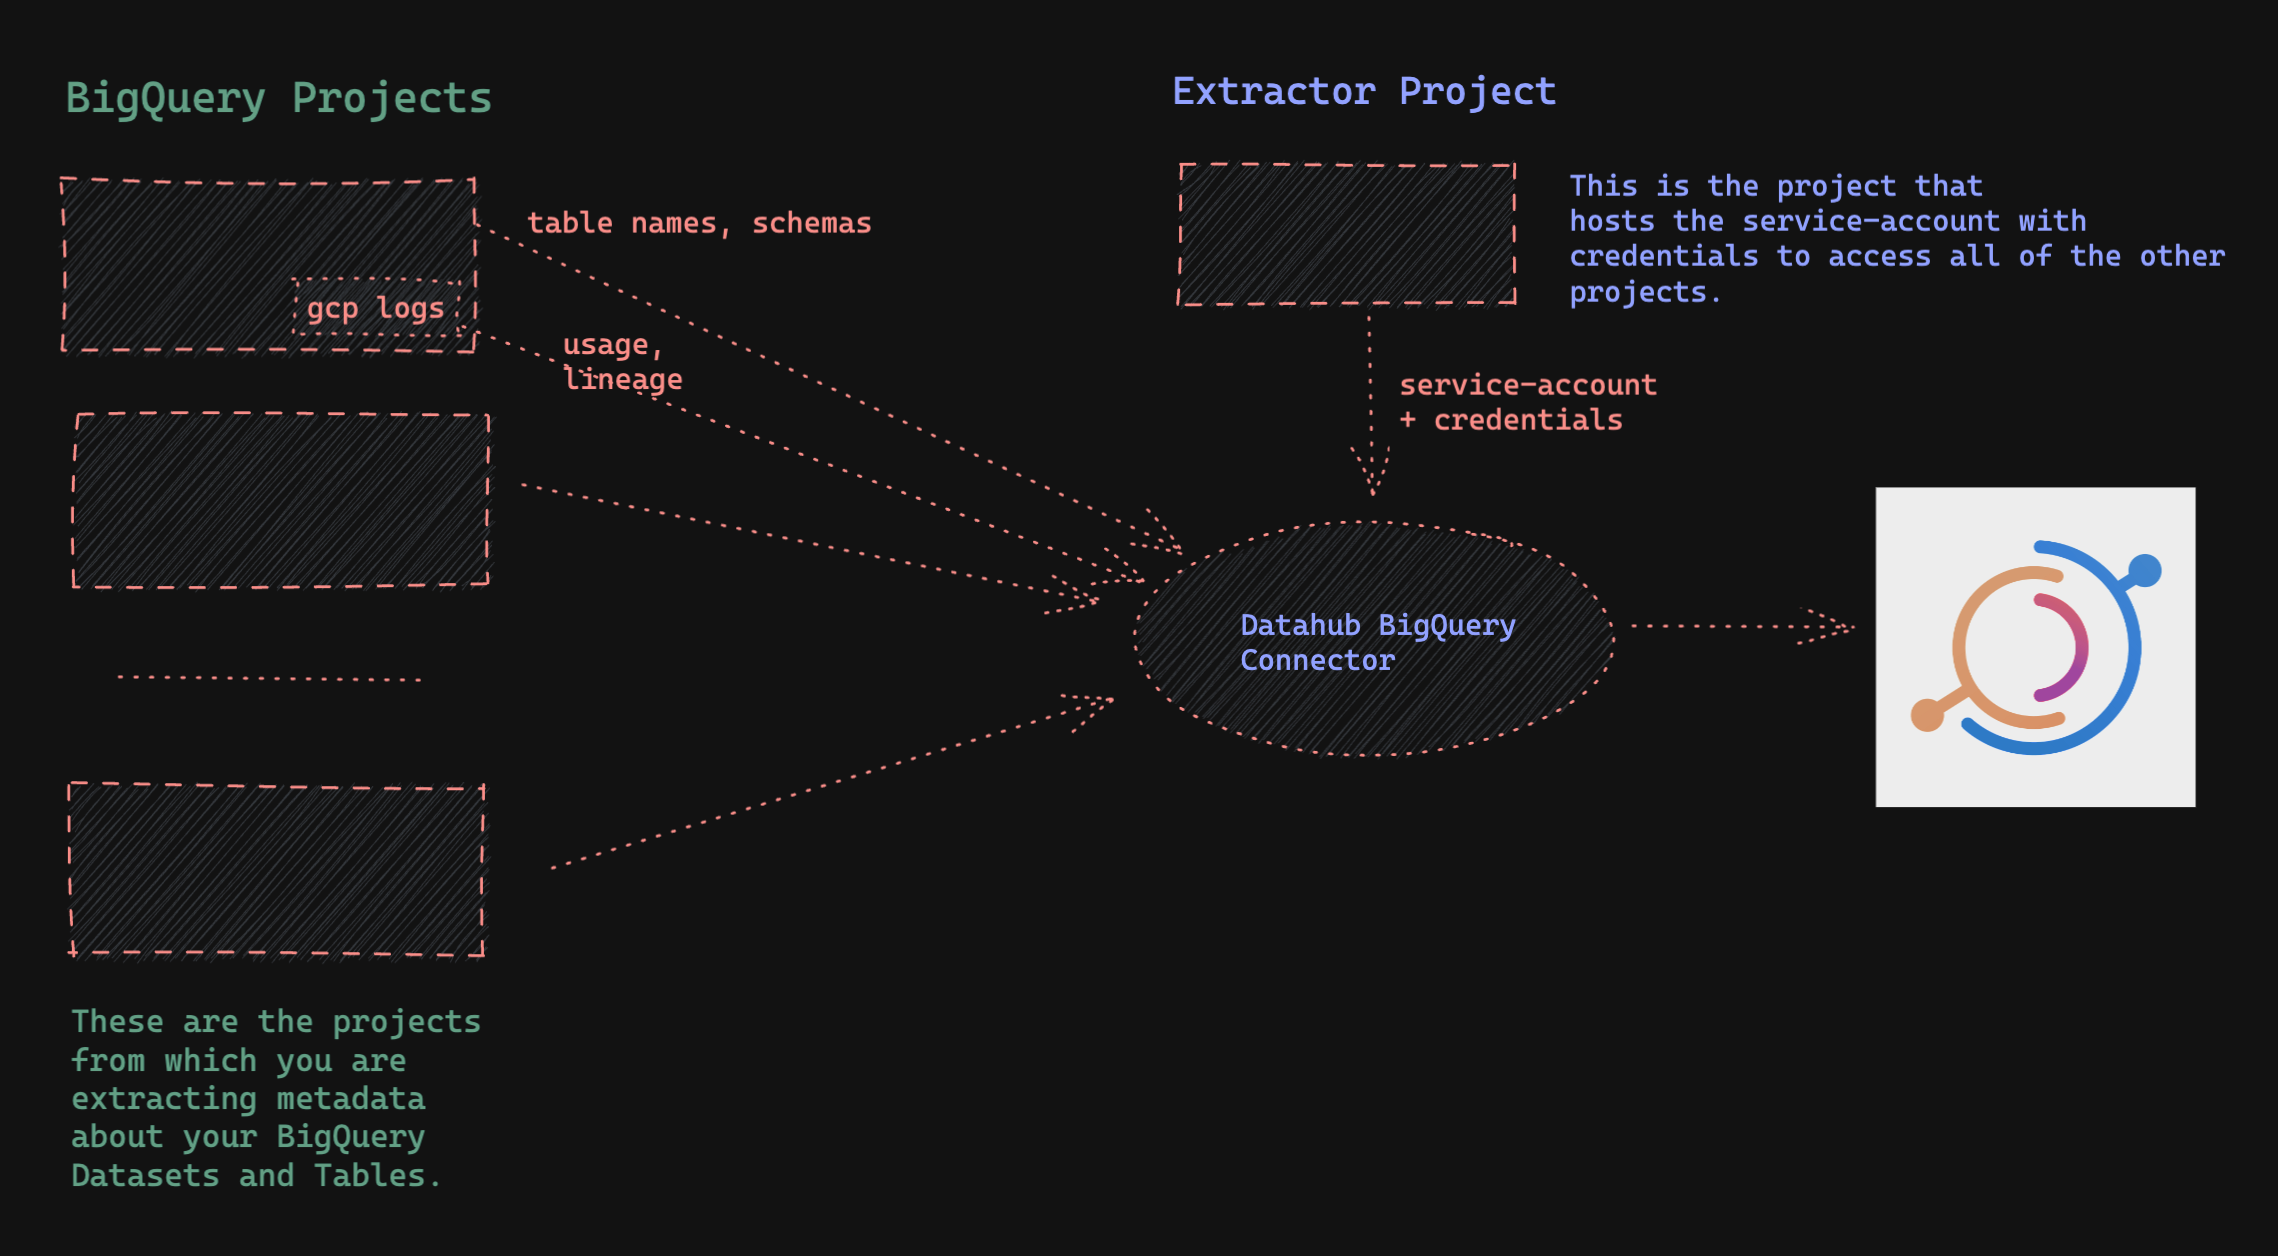 BigQuery Projects
Extractor Project
table names, schemas
gcp logs
usage,
lineage
This is the project that
hosts the service-account with
credentials to access all of the other
projects.
service-account
+ credentials
Datahub BigQuery
Connector
These are the projects
from which you are
extracting metadata
about your BigQuery
Datasets and Tables.